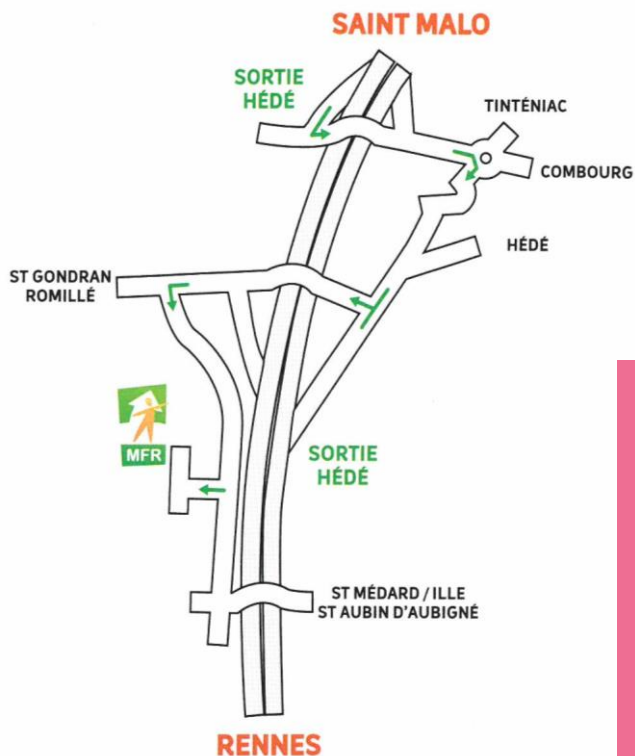 SAINT MALO
SORTIE
HÉDÉ
TINTÉNIAC
COMBOURG
HÉDÉ
ST GONDRAN
ROMILLÉ
MFR
SORTIE
HÉDÉ
ST MÉDARD / ILLE
ST AUBIN D'AUBIGNÉ
RENNES